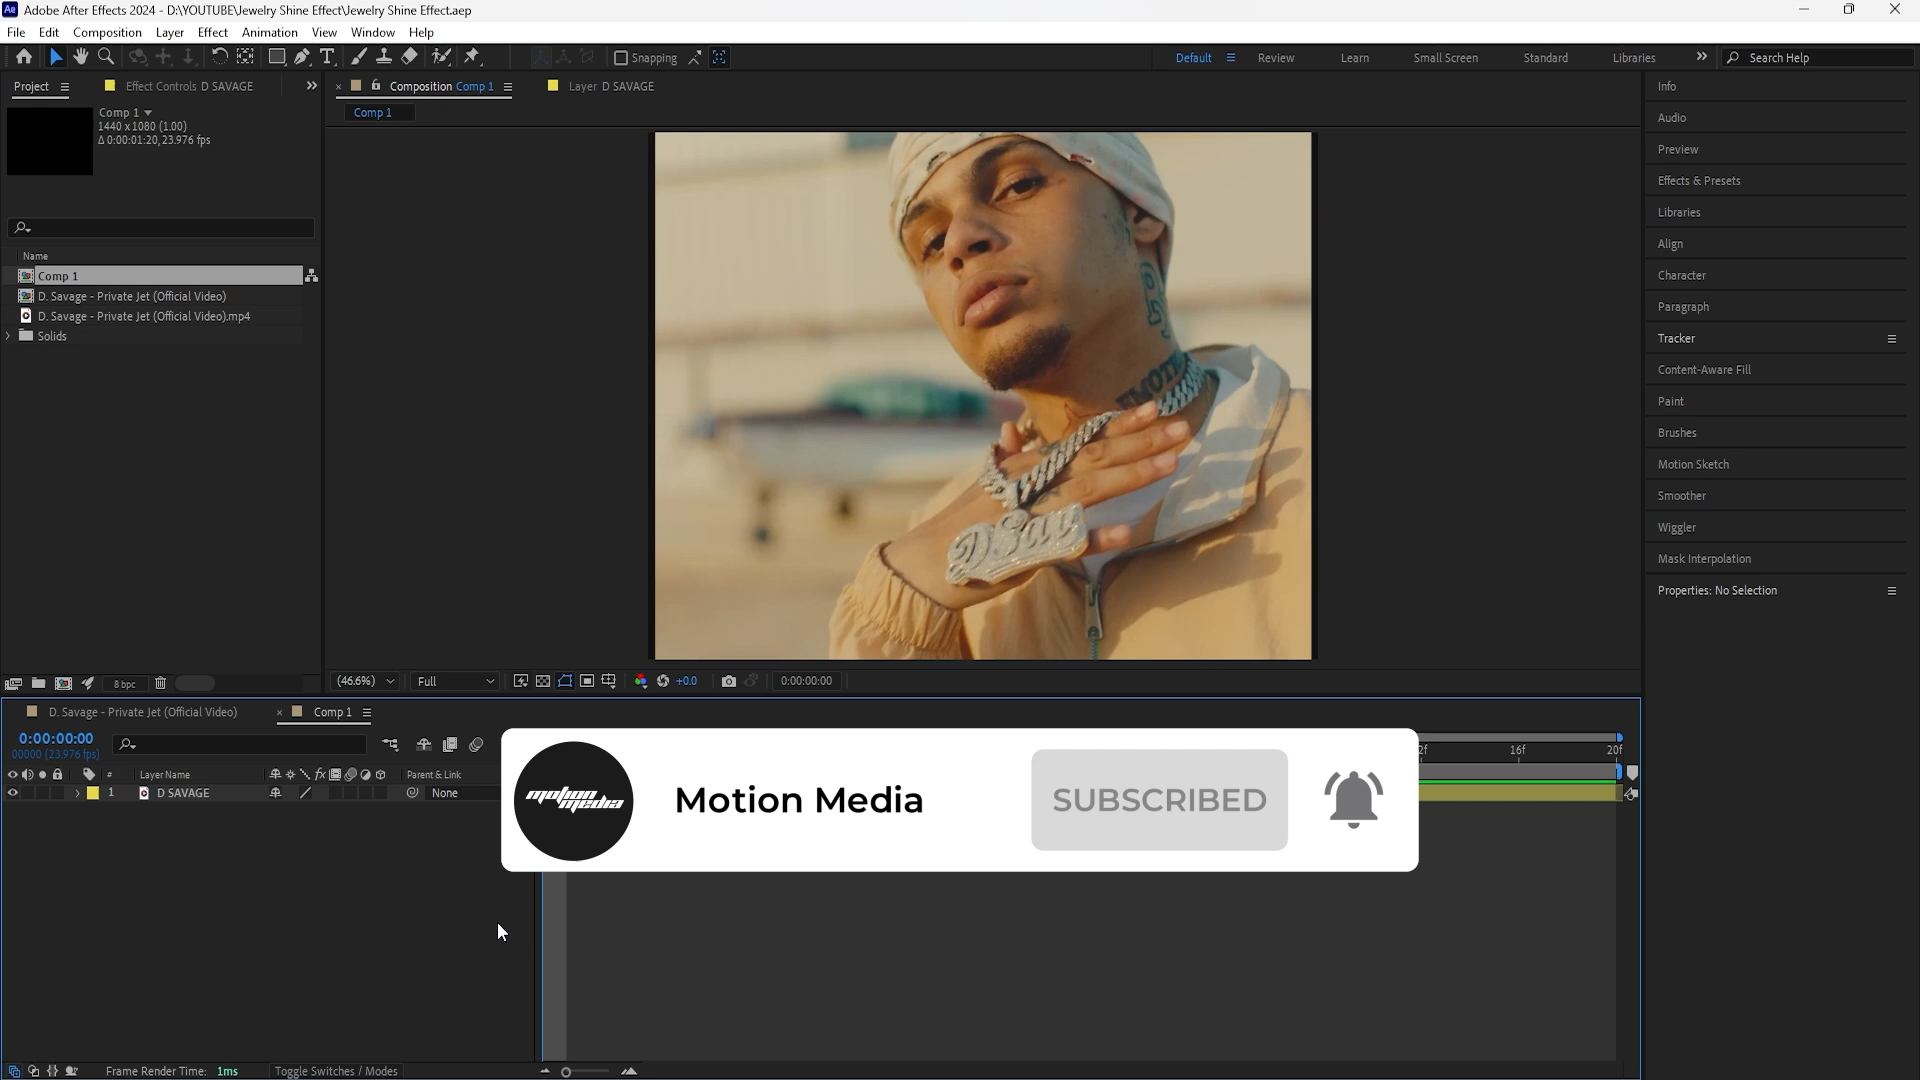 Adobe After Effects 2024 - D:\YOUTUBE\Jewelry Shine Effect\Jewelry Shine Effect.aep
File Edit Composition Layer Effect Animation View Window Help
Snapping
Default Review Learn Small Screen Standard Libraries Search Help
Project Effect Controls D SAVAGE
Composition Comp 1 Layer D SAVAGE
Comp 1
Comp 1
1440 x 1080 (1.00)
Δ 0:00:01:20, 23.976 fps
Name
Comp 1
D. Savage - Private Jet (Official Video)
D. Savage - Private Jet (Official Video).mp4
Solids
8 bpc
EMOTI
DSav
(46.6%) Full +0.0 0:00:00:00
Info
Audio
Preview
Effects & Presets
Libraries
Align
Character
Paragraph
Tracker
Content-Aware Fill
Paint
Brushes
Motion Sketch
Smoother
Wiggler
Mask Interpolation
Properties: No Selection
D. Savage - Private Jet (Official Video) Comp 1
0:00:00:00
00000 (23.976 fps)
# Layer Name Parent & Link
1 D SAVAGE None
2f 16f 20f
motion media
Motion Media
SUBSCRIBED
Frame Render Time: 1ms Toggle Switches / Modes